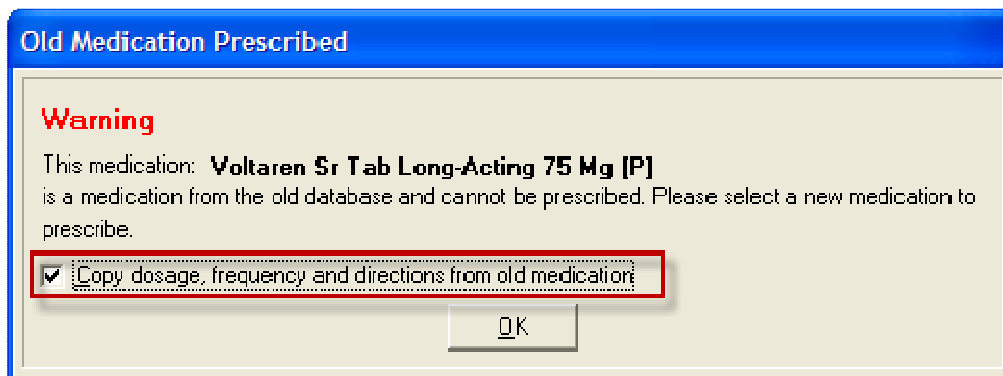 Old Medication Prescribed
Warning
This medication: Voltaren Sr Tab Long-Acting 75 Mg [P]
is a medication from the old database and cannot be prescribed. Please select a new medication to
prescribe.
Copy dosage, frequency and directions from old medication
OK